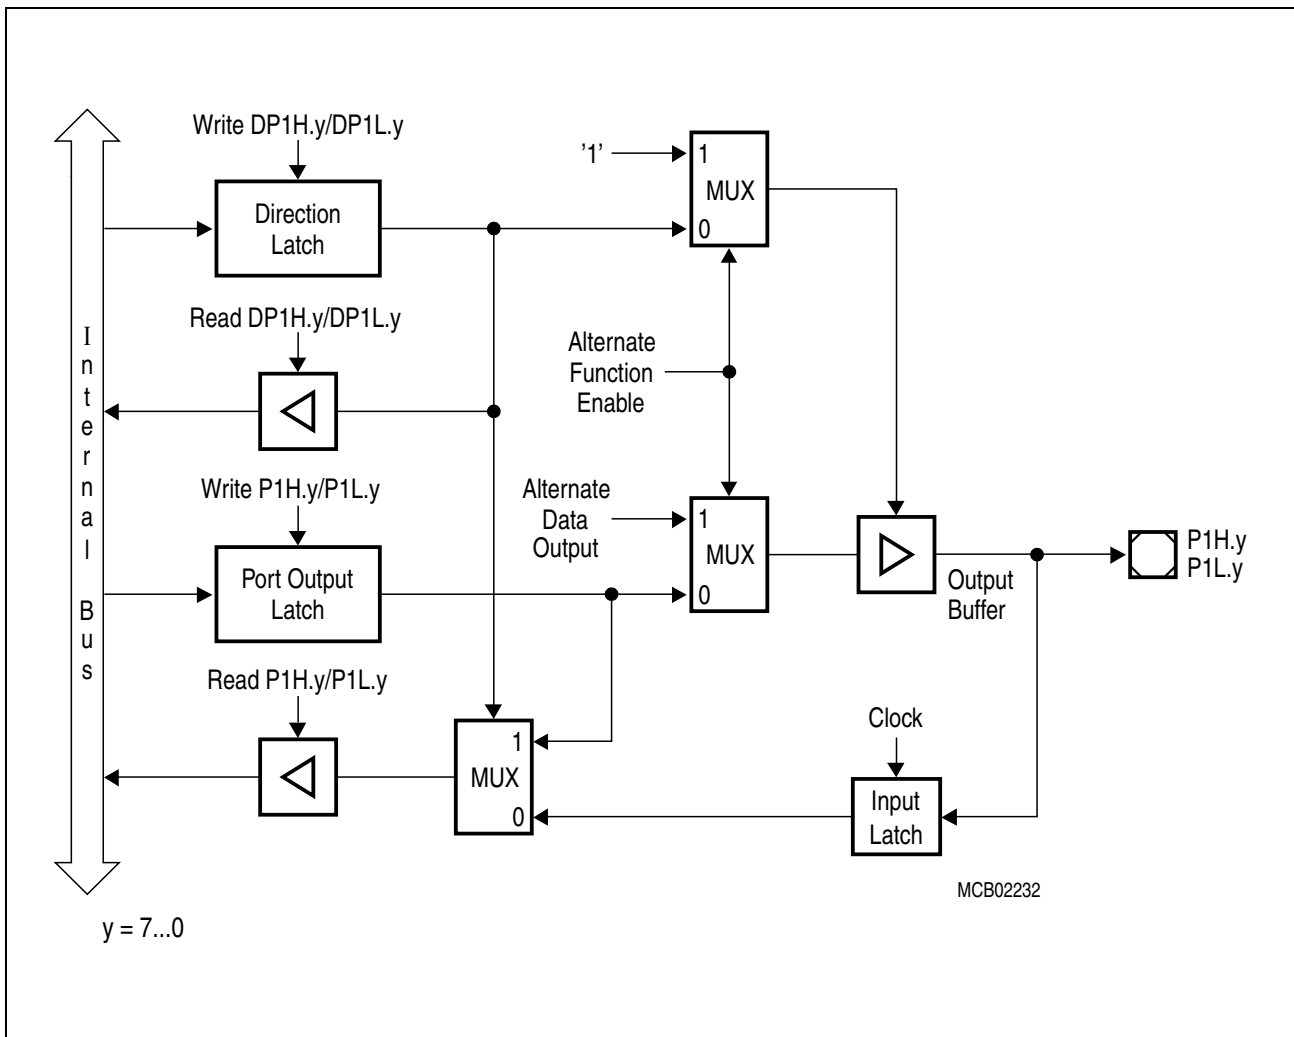 Write DP1H.y/DP1L.y
'1'
1
MUX
0
Direction
Latch
Read DP1H.y/DP1L.y
Alternate
Function
Enable
Internal Bus
Write P1H.y/P1L.y
Alternate
Data
Output
1
MUX
0
Port Output
Latch
Output
Buffer
P1H.y
P1L.y
Read P1H.y/P1L.y
1
MUX
0
Clock
Input
Latch
MCB02232
y = 7...0